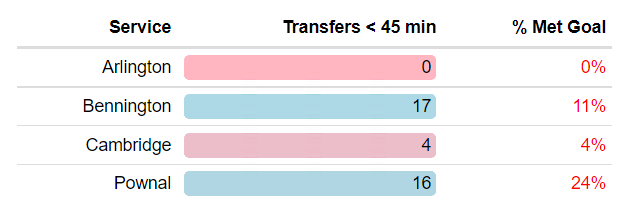 Service Transfers < 45 min % Met Goal
Arlington 0 0%
Bennington 17 11%
Cambridge 4 4%
Pownal 16 24%